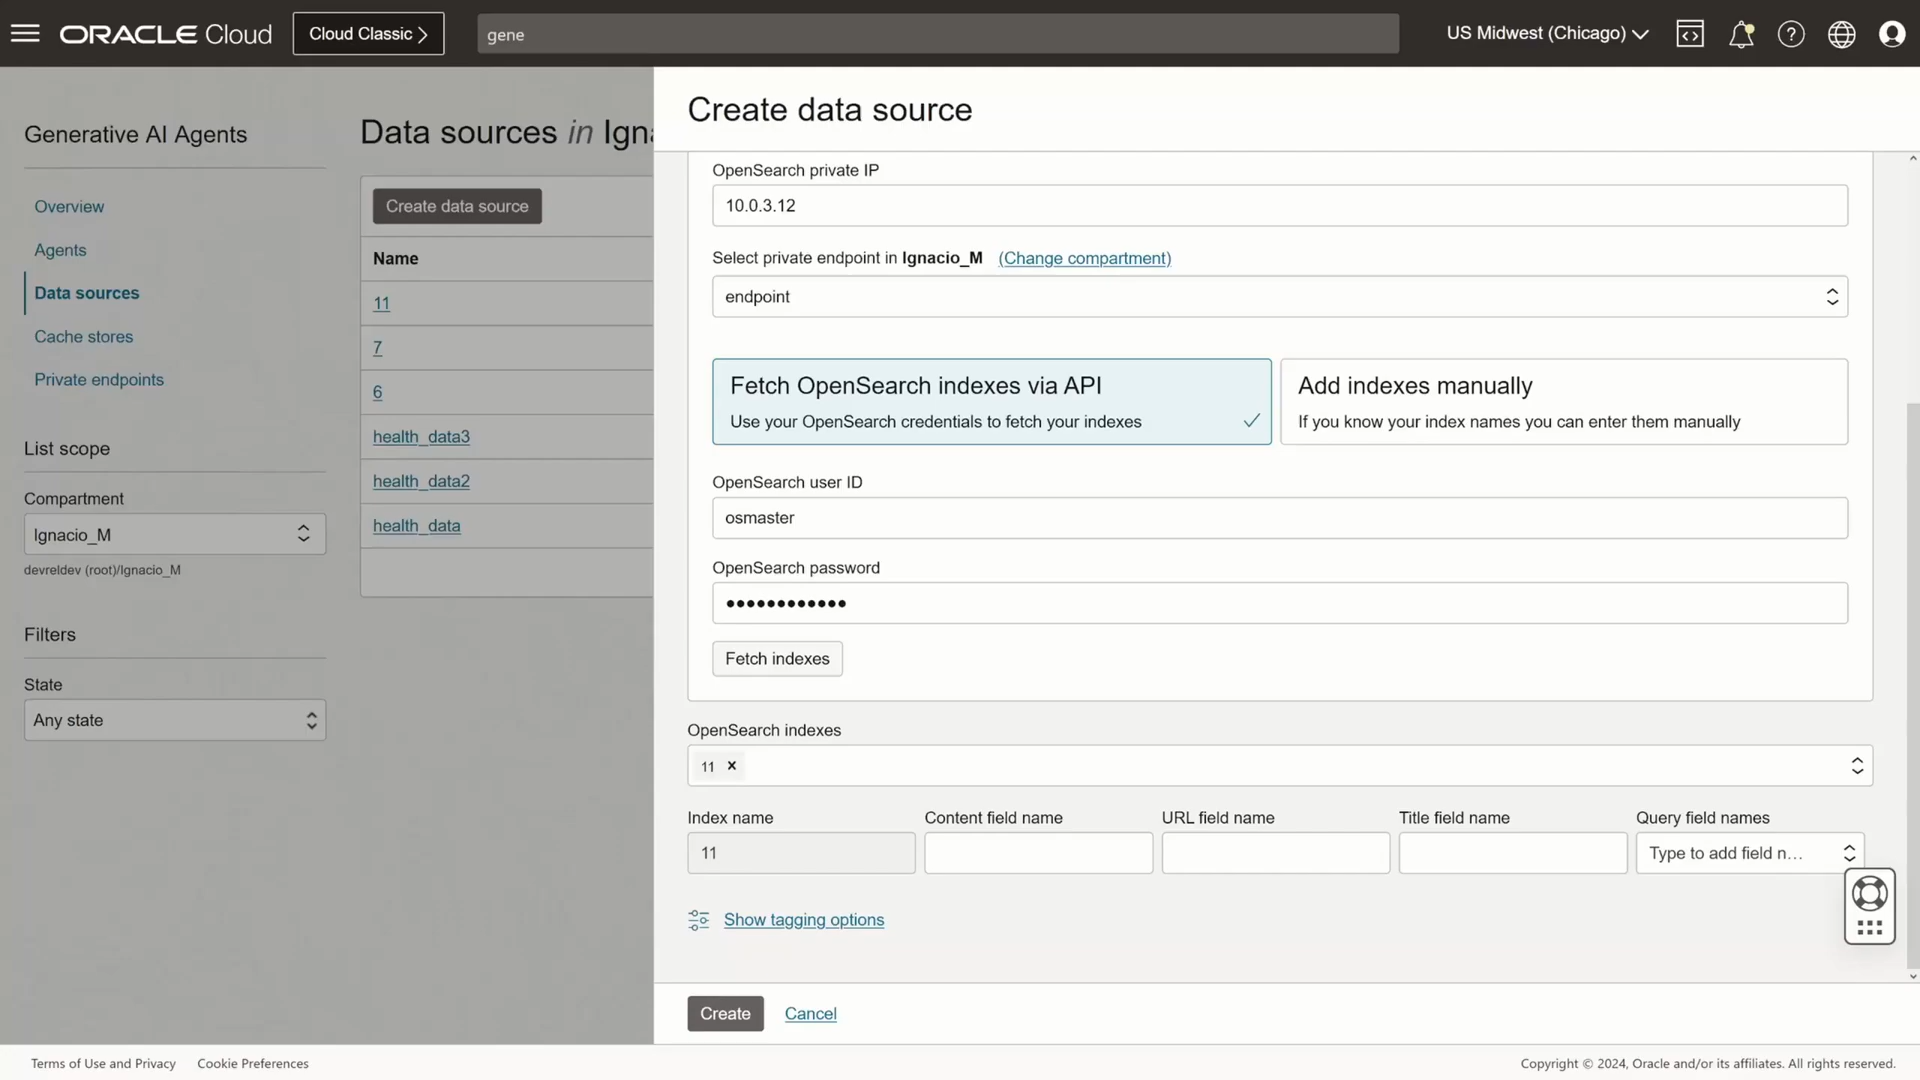 ORACLE Cloud
Cloud Classic
gene
US Midwest (Chicago)
Generative AI Agents
Overview
Agents
Data sources
Cache stores
Private endpoints
List scope
Compartment
Ignacio_M
devreldev (root)/Ignacio_M
Filters
State
Any state
Data sources in Igna
Create data source
Name
11
7
6
health_data3
health_data2
health_data
Create data source
OpenSearch private IP
10.0.3.12
Select private endpoint in Ignacio_M (Change compartment)
endpoint
Fetch OpenSearch indexes via API
Use your OpenSearch credentials to fetch your indexes
Add indexes manually
If you know your index names you can enter them manually
OpenSearch user ID
osmaster
OpenSearch password
••••••••••••
Fetch indexes
OpenSearch indexes
11 ×
Index name Content field name URL field name Title field name Query field names
11 Type to add field n...
Show tagging options
Create Cancel
Terms of Use and Privacy Cookie Preferences
Copyright © 2024, Oracle and/or its affiliates. All rights reserved.